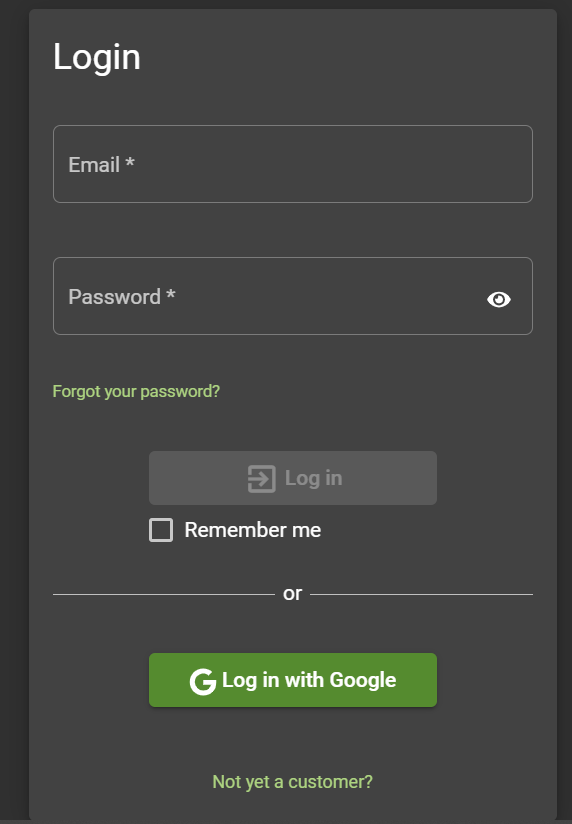 Login
Email *
Password *
Forgot your password?
Log in
Remember me
or
Log in with Google
Not yet a customer?